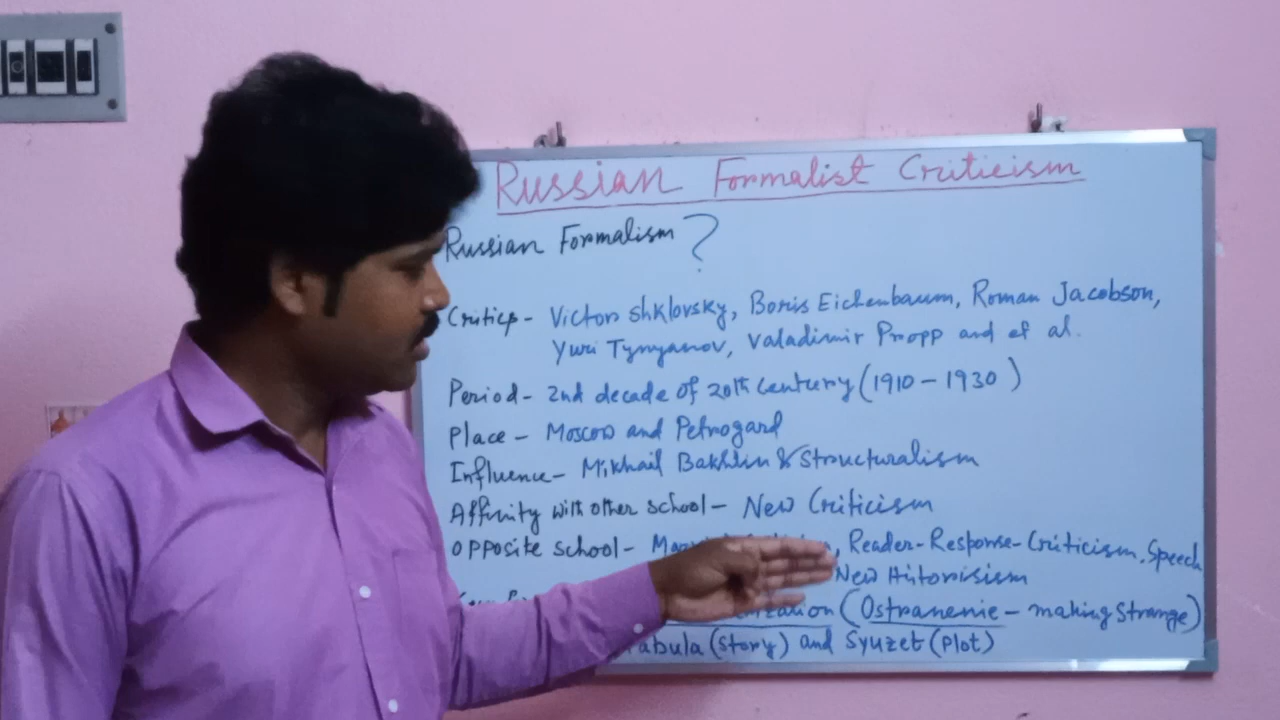 Russian Formalist Criticism
Russian Formalism ?
Critics - Victor Shklovsky, Boris Eichenbaum, Roman Jacobson,
Yuri Tynyanov, Valadimir Propp and et al.
Period - 2nd decade of 20th Century (1910 - 1930)
Place - Moscow and Petrogard
Influence - Mikhail Bakhtin & Structuralism
Affinity with other school - New Criticism
Opposite school - , Reader-Response-Criticism, Speech
New Historisism
(Ostranenie - making Strange)
Fabula (Story) and Syuzet (Plot)